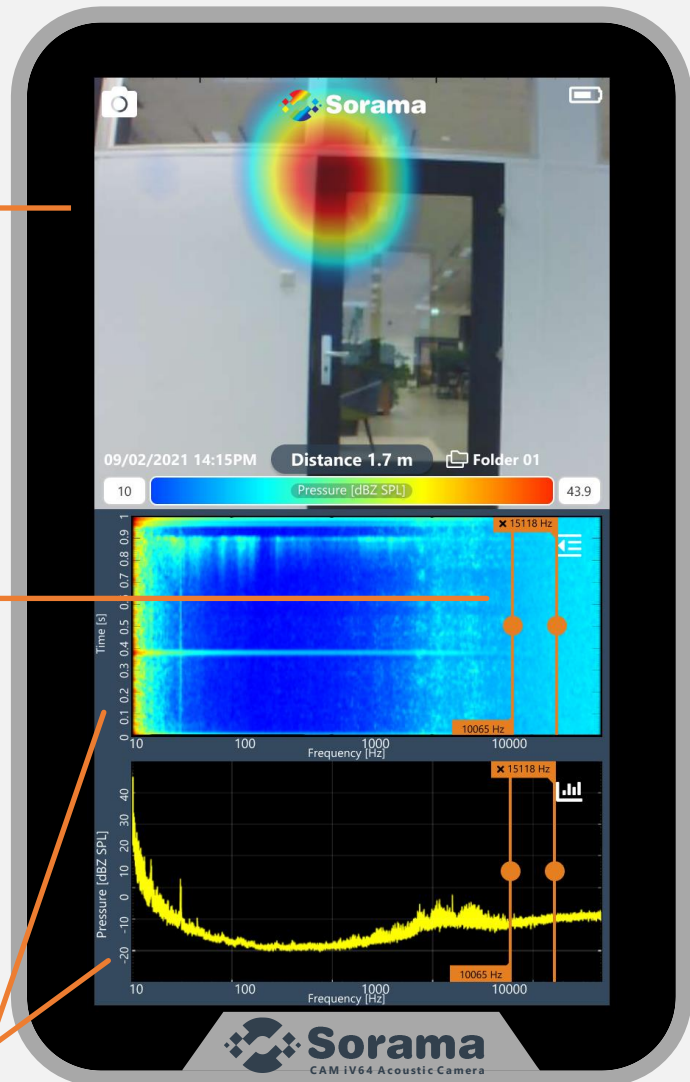 Sorama
09/02/2021 14:15PM Distance 1.7 m Folder 01
10 Pressure [dBZ SPL] 43.9
15118 Hz
Time [s]
0 0.1 0.2 0.3 0.4 0.5 0.6 0.7 0.8 0.9 1
10065 Hz
10 100 1000 10000
Frequency [Hz]
15118 Hz
Pressure [dBZ SPL]
-20 -10 0 10 20 30 40
10065 Hz
10 100 1000 10000
Frequency [Hz]
Sorama
CAM iV64 Acoustic Camera